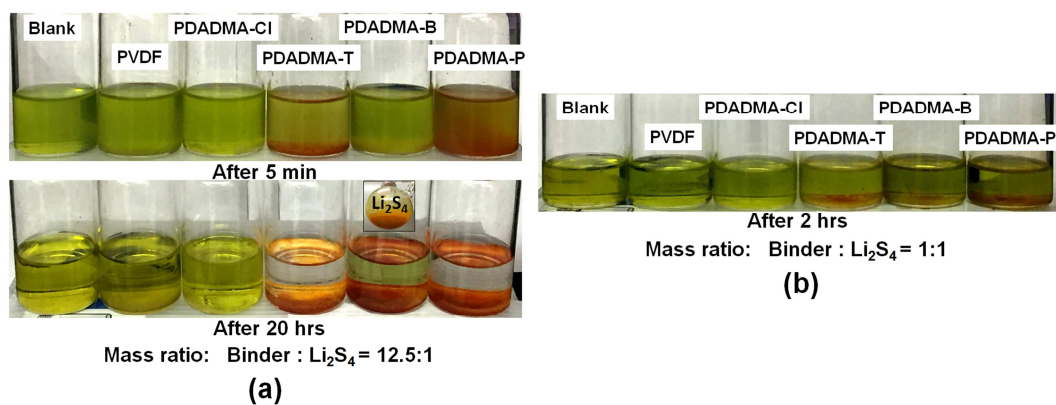 Blank
PDADMA-Cl
PDADMA-B
PVDF
PDADMA-T
PDADMA-P
After 5 min
Li₂S₄
After 20 hrs
Mass ratio: Binder : Li₂S₄ = 12.5:1
(a)
Blank
PDADMA-Cl
PDADMA-B
PVDF
PDADMA-T
PDADMA-P
After 2 hrs
Mass ratio: Binder : Li₂S₄ = 1:1
(b)